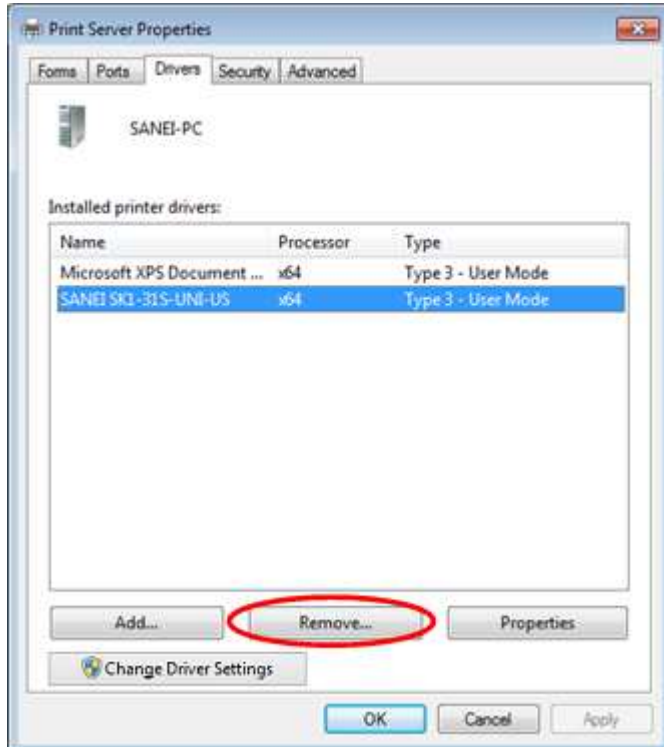 Print Server Properties
Forms Ports Drivers Security Advanced
SANEI-PC
Installed printer drivers:
Name Processor Type
Microsoft XPS Document ... x64 Type 3 - User Mode
SANEI SK1-31S-UNI-US x64 Type 3 - User Mode
Add... Remove... Properties
Change Driver Settings
OK Cancel Apply